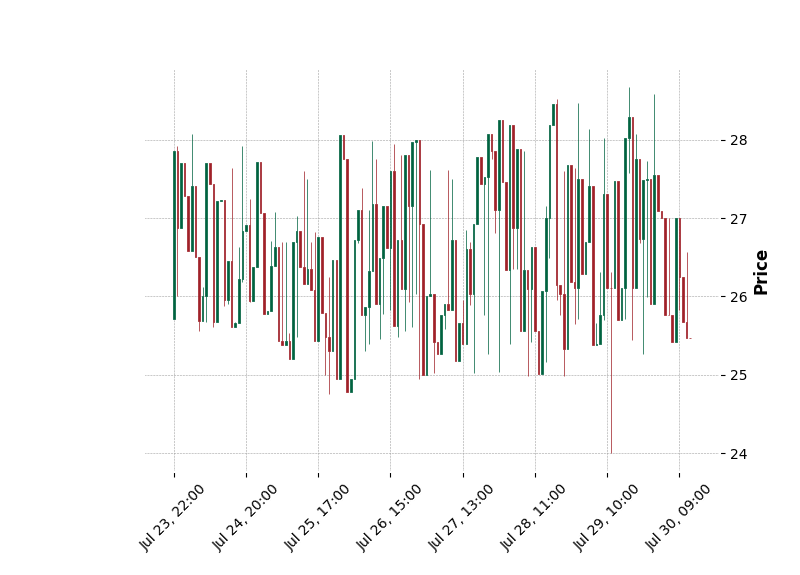 28
27
26
25
24
Price
Jul 23, 22:00
Jul 24, 20:00
Jul 25, 17:00
Jul 26, 15:00
Jul 27, 13:00
Jul 28, 11:00
Jul 29, 10:00
Jul 30, 09:00